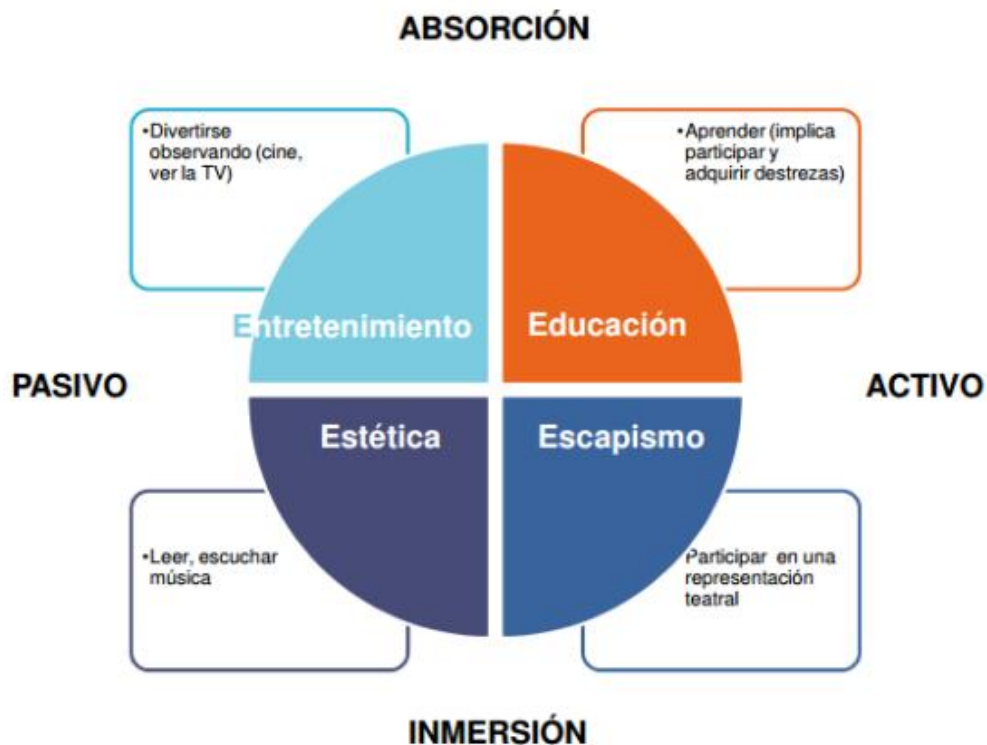 ABSORCIÓN
•Divertirse
observando (cine,
ver la TV)
•Aprender (implica
participar y
adquirir destrezas)
Entretenimiento
Educación
PASIVO
ACTIVO
Estética
Escapismo
•Leer, escuchar
música
Participar en una
representación
teatral
INMERSIÓN